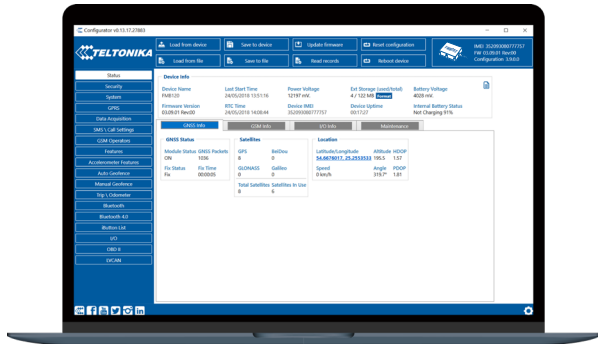 Configurator v0.13.17.27883
TELTONIKA
Load from device
Save to device
Update firmware
Reset configuration
Load from file
Save to file
Read records
Reboot device
IMEI 352093080777757
FW 03.09.01 Rev:00
Configuration 1.9.0.0
Status
Security
System
GPRS
Data Acquisition
SMS \ Call Settings
GSM Operators
Features
Accelerometer Features
Auto Geofence
Manual Geofence
Trip \ Odometer
Bluetooth
Bluetooth 4.0
iButton List
I/O
OBD II
LVCAN
Device Info
Device Name Last Start Time Power Voltage Ext Storage (used/total) Battery Voltage
FMB120 24/05/2018 13:51:16 12197 mV. 4 / 122 MB Format 4028 mV.
Firmware Version RTC Time Device IMEI Device Uptime Internal Battery Status
03.09.01 Rev:00 24/05/2018 14:08:44 352093080777757 00:17:27 Not Charging 91%
GNSS Info GSM Info I/O Info Maintenance
GNSS Status Satellites Location
Module Status GNSS Packets GPS BeiDou Latitude/Longitude Altitude HDOP
ON 1036 8 0 54.6678017, 25.2553533 195.5 1.57
Fix Status Fix Time GLONASS Galileo Speed Angle PDOP
Fix 00:00:05 0 0 0 km/h 319.7° 1.81
Total Satellites Satellites In Use
8 6